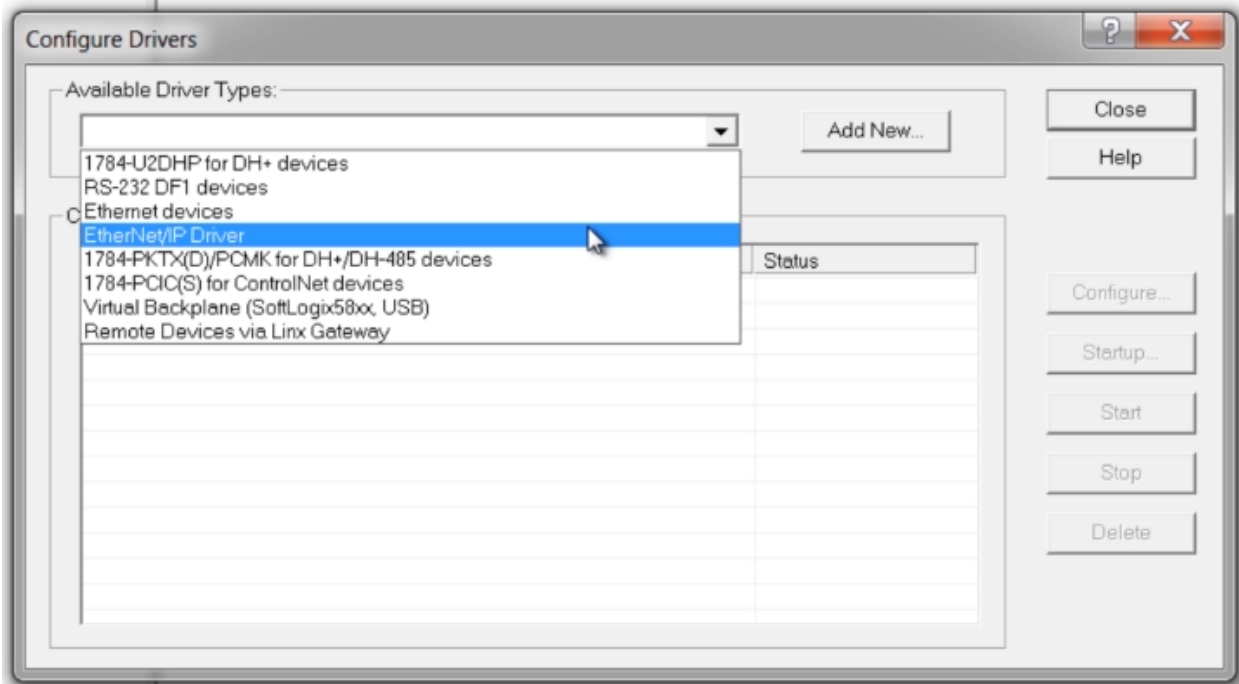 Configure Drivers
Available Driver Types:
Add New...
Close
Help
1784-U2DHP for DH+ devices
RS-232 DF1 devices
Ethernet devices
EtherNet/IP Driver
1784-PKTX(D)/PCMK for DH+/DH-485 devices
1784-PCIC(S) for ControlNet devices
Virtual Backplane (SoftLogix58xx, USB)
Remote Devices via Linx Gateway
C
Status
Configure...
Startup...
Start
Stop
Delete